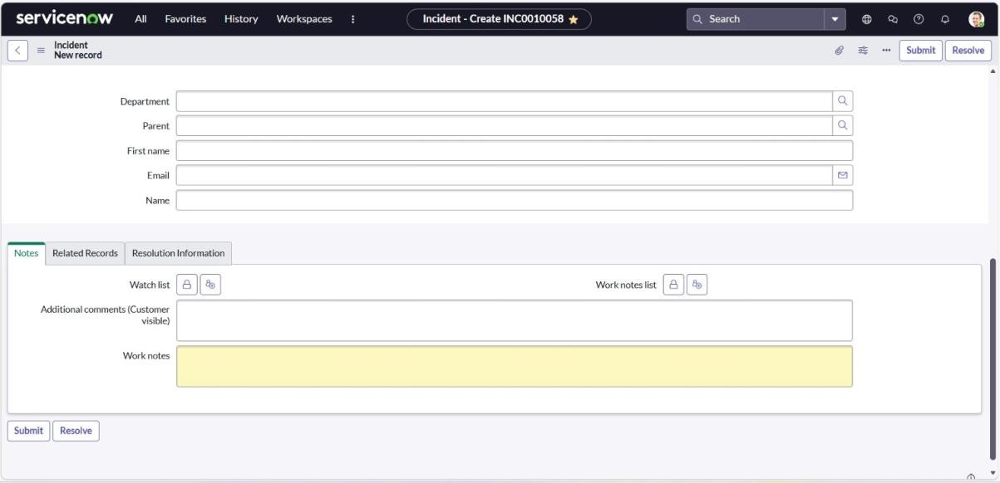 servicenow All Favorites History Workspaces Incident - Create INC0010058 Search
Incident
New record
Submit Resolve
Department
Parent
First name
Email
Name
Notes Related Records Resolution Information
Watch list Work notes list
Additional comments (Customer
visible)
Work notes
Submit Resolve